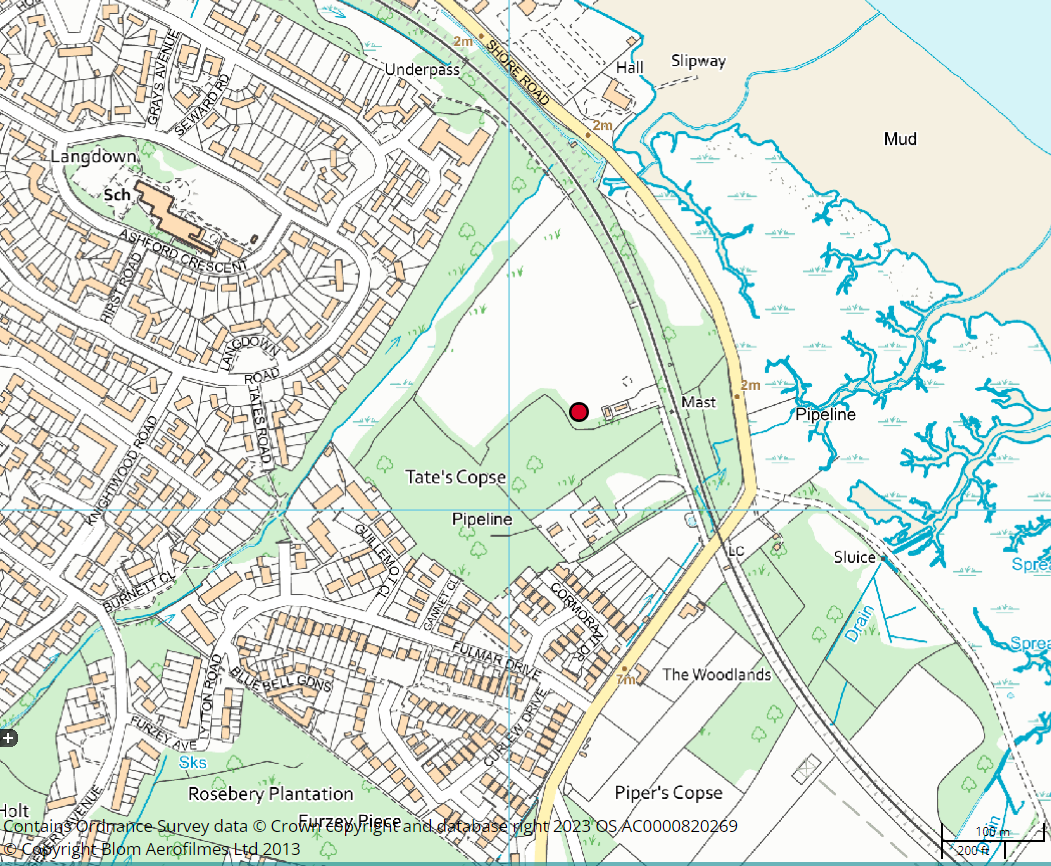 SHORE ROAD
2m
Underpass
Hall
Slipway
GRAYS AVENUE
SEWARD RD
2m
Mud
Langdown
Sch
ASHFORD CRESCENT
HIRST ROAD
LANGDOWN
ROAD
TATES ROAD
2m
Mast
Pipeline
KNIGHTWOOD ROAD
Tate's Copse
Pipeline
GUILLEMOT CL
LC
Sluice
Sprea
BURNETT CL
GANNET CL
CORMORANT DR
Drain
Sprea
FULMAR DRIVE
7m
The Woodlands
BLUEBELL GDNS
CURLEW DRIVE
FURZEY AVE
Sks
Rosebery Plantation
Piper's Copse
Holt
Furzey Piece
Drain
Contains Ordnance Survey data © Crown copyright and database right 2023 OS AC0000820269
© Copyright Blom Aerofilmes Ltd 2013
100 m
200 ft